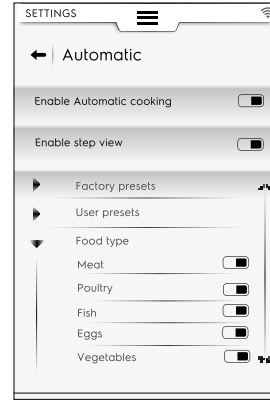 SETTINGS
Automatic
Enable Automatic cooking
Enable step view
Factory presets
User presets
Food type
Meat
Poultry
Fish
Eggs
Vegetables